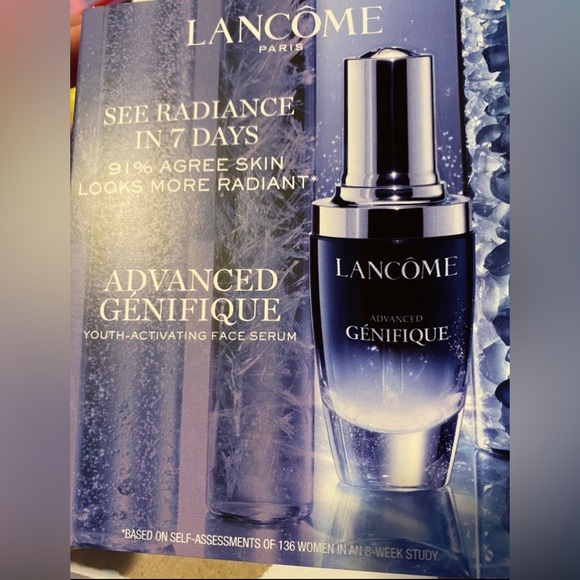 LANCÔME
PARIS
SEE RADIANCE
IN 7 DAYS
91% AGREE SKIN
LOOKS MORE RADIANT*
ADVANCED
GÉNIFIQUE
YOUTH-ACTIVATING FACE SERUM
LANCÔME
ADVANCED
GÉNIFIQUE
*BASED ON SELF-ASSESSMENTS OF 136 WOMEN IN AN 8-WEEK STUDY.